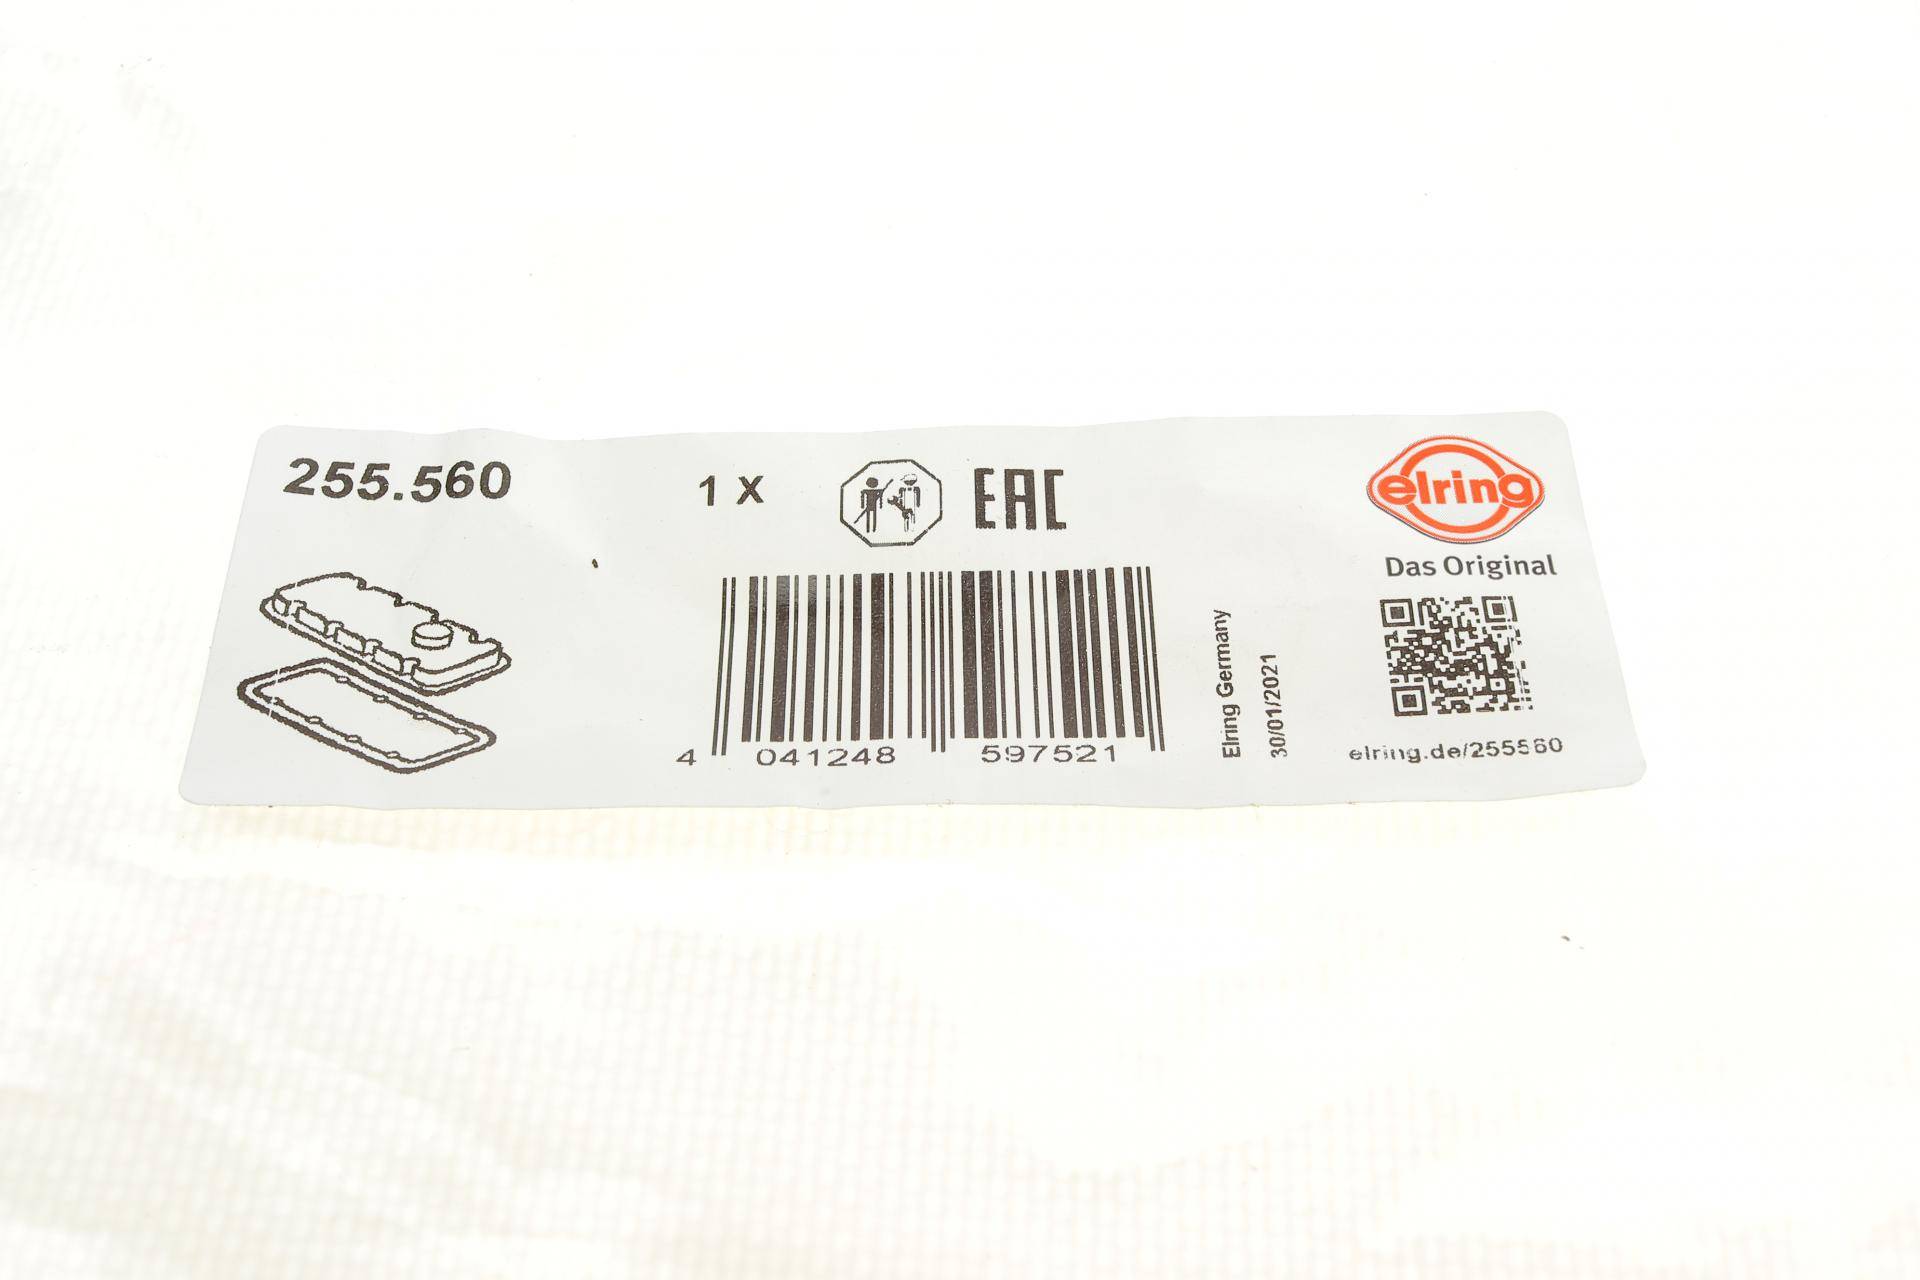 255.560
1 X
EAC
elring
Das Original
4 041248 597521
Elring Germany
30/01/2021
elring.de/255560